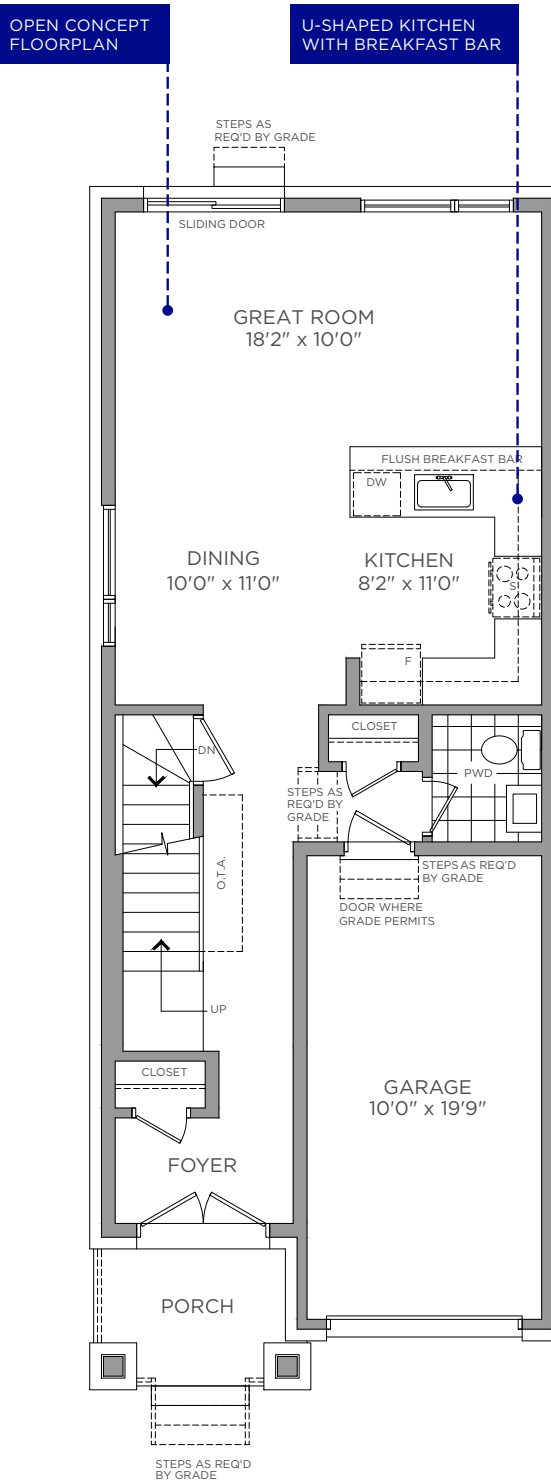 OPEN CONCEPT
FLOORPLAN
U-SHAPED KITCHEN
WITH BREAKFAST BAR
STEPS AS
REQ'D BY GRADE
SLIDING DOOR
GREAT ROOM
18'2" x 10'0"
FLUSH BREAKFAST BAR
DW
DINING
10'0" x 11'0"
KITCHEN
8'2" x 11'0"
S
F
CLOSET
DN
PWD
STEPS AS
REQ'D BY
GRADE
O.T.A.
STEPS AS REQ'D
BY GRADE
DOOR WHERE
GRADE PERMITS
UP
CLOSET
GARAGE
10'0" x 19'9"
FOYER
PORCH
STEPS AS REQ'D
BY GRADE